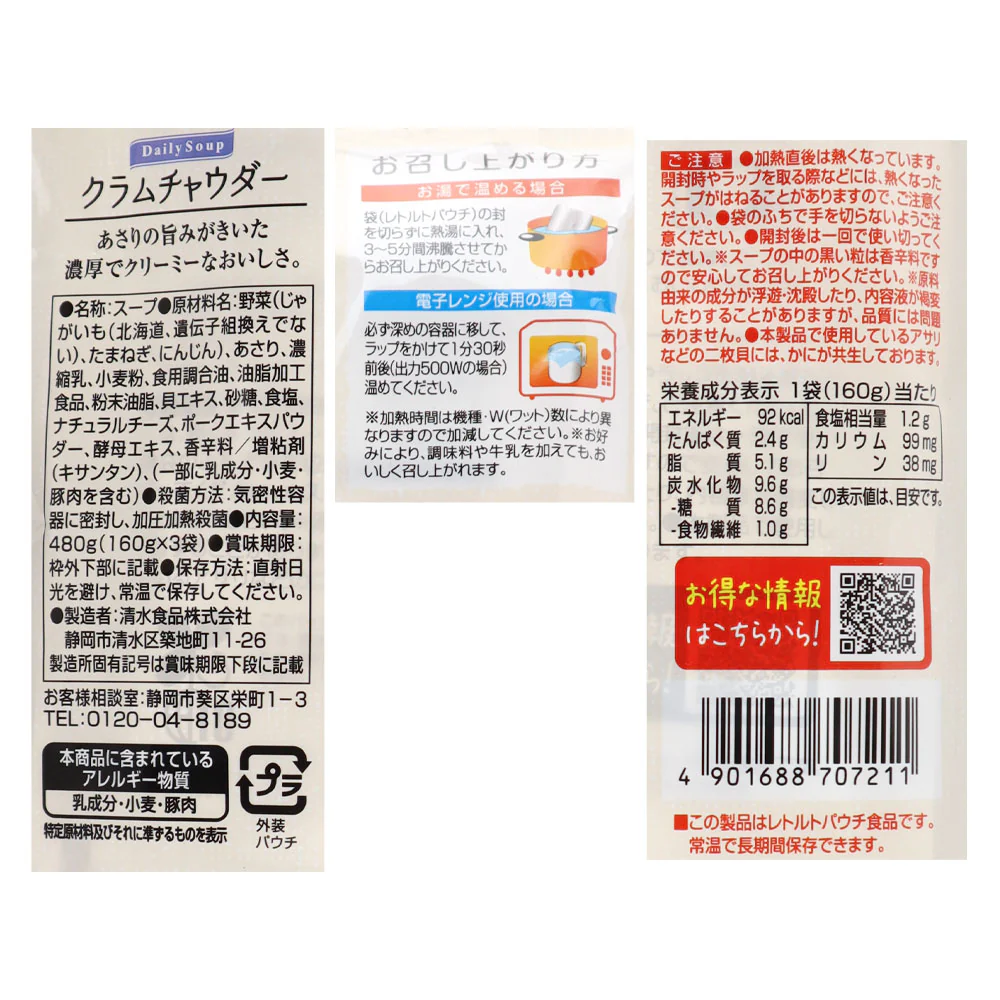 Daily Soup
クラムチャウダー
あさりの旨みがきいた
濃厚でクリーミーなおいしさ。
●名称:スープ●原材料名:野菜(じゃ
がいも(北海道、遺伝子組換えでな
い)、たまねぎ、にんじん)、あさり、濃
縮乳、小麦粉、食用調合油、油脂加工
食品、粉末油脂、貝エキス、砂糖、食塩、
ナチュラルチーズ、ポークエキスパウ
ダー、酵母エキス、香辛料／増粘剤
(キサンタン)、(一部に乳成分・小麦・
豚肉を含む)●殺菌方法:気密性容
器に密封し、加圧加熱殺菌●内容量:
480g(160g×3袋)●賞味期限:
枠外下部に記載●保存方法:直射日
光を避け、常温で保存してください。
●製造者:清水食品株式会社
静岡市清水区築地町11-26
製造所固有記号は賞味期限下段に記載
お客様相談室:静岡市葵区栄町1-3
TEL:0120-04-8189
本商品に含まれている
アレルギー物質
乳成分・小麦・豚肉
特定原材料及びそれに準ずるものを表示
プラ
外装
パウチ
お召し上がり方
お湯で温める場合
袋(レトルトパウチ)の封
を切らずに熱湯に入れ、
3〜5分間沸騰させてか
らお召し上がりください。
電子レンジ使用の場合
必ず深めの容器に移して、
ラップをかけて1分30秒
前後(出力500Wの場合)
温めてください。
※加熱時間は機種・W(ワット)数により異
なりますので加減してください。※お好
みにより、調味料や牛乳を加えても、お
いしく召し上がれます。
ご注意 ●加熱直後は熱くなっています。
開封時やラップを取る際などには、熱くなった
スープがはねることがありますので、ご注意く
ださい。●袋のふちで手を切らないようご注
意ください。●開封後は一回で使い切ってく
ださい。※スープの中の黒い粒は香辛料です
ので安心してお召し上がりください。※原料
由来の成分が浮遊・沈殿したり、内容液が褐変
したりすることがありますが、品質には問題
ありません。●本製品で使用しているアサリ
などの二枚貝には、かにが共生しております。
栄養成分表示 1袋(160g)当たり
エネルギー 92kcal
たんぱく質 2.4g
脂質 5.1g
炭水化物 9.6g
-糖質 8.6g
-食物繊維 1.0g
食塩相当量 1.2g
カリウム 99mg
リン 38mg
この表示値は、目安です。
お得な情報
はこちらから!
4 901688 707211
■この製品はレトルトパウチ食品です。
常温で長期間保存できます。